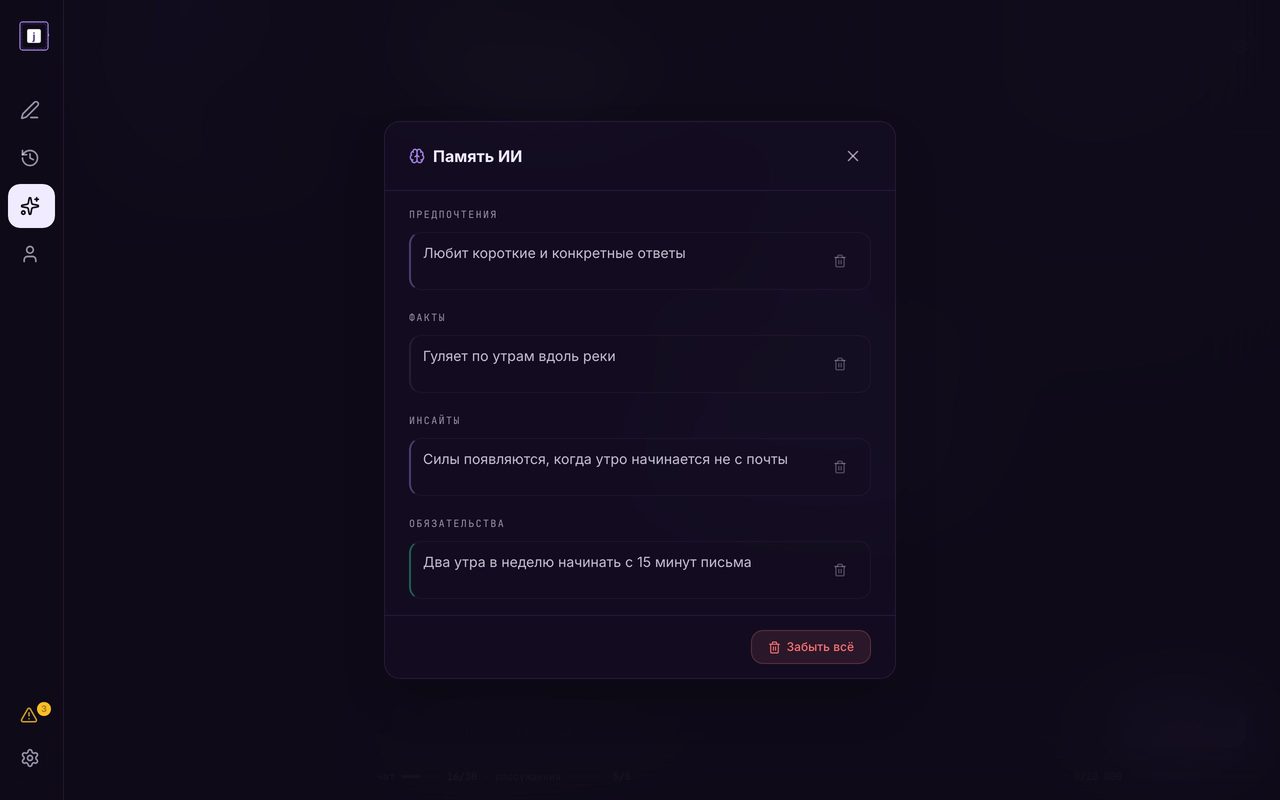 j
Память ИИ
ПРЕДПОЧТЕНИЯ
Любит короткие и конкретные ответы
ФАКТЫ
Гуляет по утрам вдоль реки
ИНСАЙТЫ
Силы появляются, когда утро начинается не с почты
ОБЯЗАТЕЛЬСТВА
Два утра в неделю начинать с 15 минут письма
Забыть всё
3